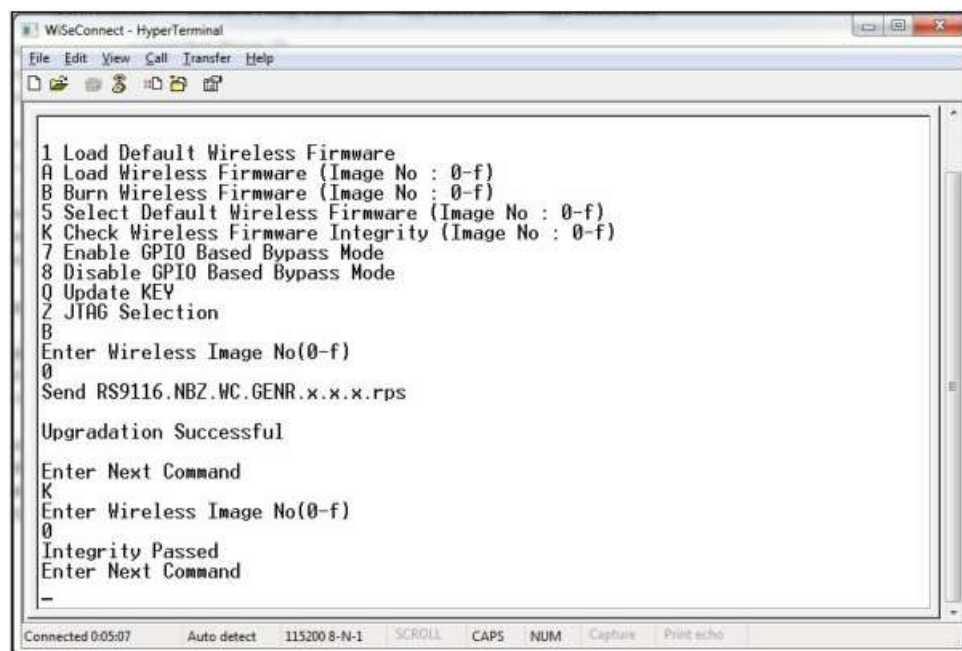 WiSeConnect - HyperTerminal
File Edit View Call Transfer Help
1 Load Default Wireless Firmware
A Load Wireless Firmware (Image No : 0-f)
B Burn Wireless Firmware (Image No : 0-f)
5 Select Default Wireless Firmware (Image No : 0-f)
K Check Wireless Firmware Integrity (Image No : 0-f)
7 Enable GPIO Based Bypass Mode
8 Disable GPIO Based Bypass Mode
Q Update KEY
Z JTAG Selection
B
Enter Wireless Image No(0-f)
0
Send RS9116.NBZ.WC.GENR.x.x.x.rps
Upgradation Successful
Enter Next Command
K
Enter Wireless Image No(0-f)
0
Integrity Passed
Enter Next Command
_
Connected 0:05:07 Auto detect 115200 8-N-1 SCROLL CAPS NUM Capture Print echo